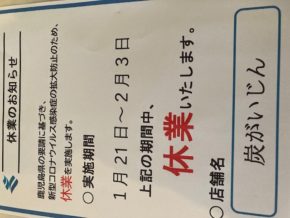 休業のお知らせ
鹿児島県の要請に基づき、
新型コロナウイルス感染症の拡大防止のため、
休業を実施します。
○実施期間
1月21日～2月3日
上記の期間中、
休業いたします。
○店舗名
炭がいじん